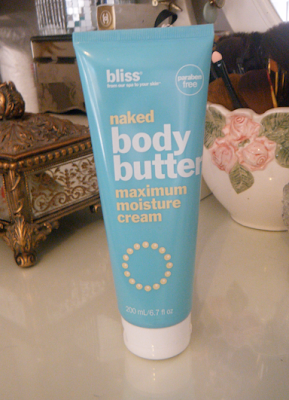 bliss
from our spa to your skin
paraben
free
naked
body
butter
maximum
moisture
cream
200 mL/6.7 fl oz